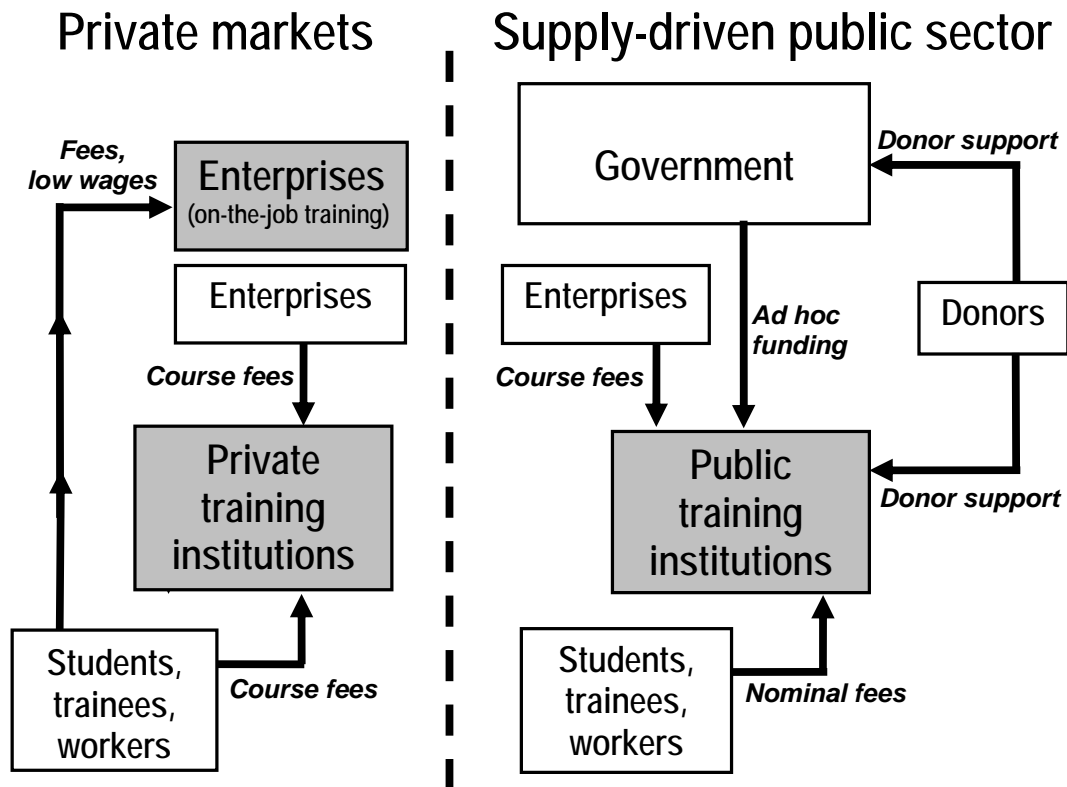 Private markets
Supply-driven public sector
Fees,
low wages
Enterprises
(on-the-job training)
Enterprises
Course fees
Private
training
institutions
Students,
trainees,
workers
Course fees
Government
Donor support
Enterprises
Course fees
Ad hoc
funding
Donors
Public
training
institutions
Donor support
Students,
trainees,
workers
Nominal fees